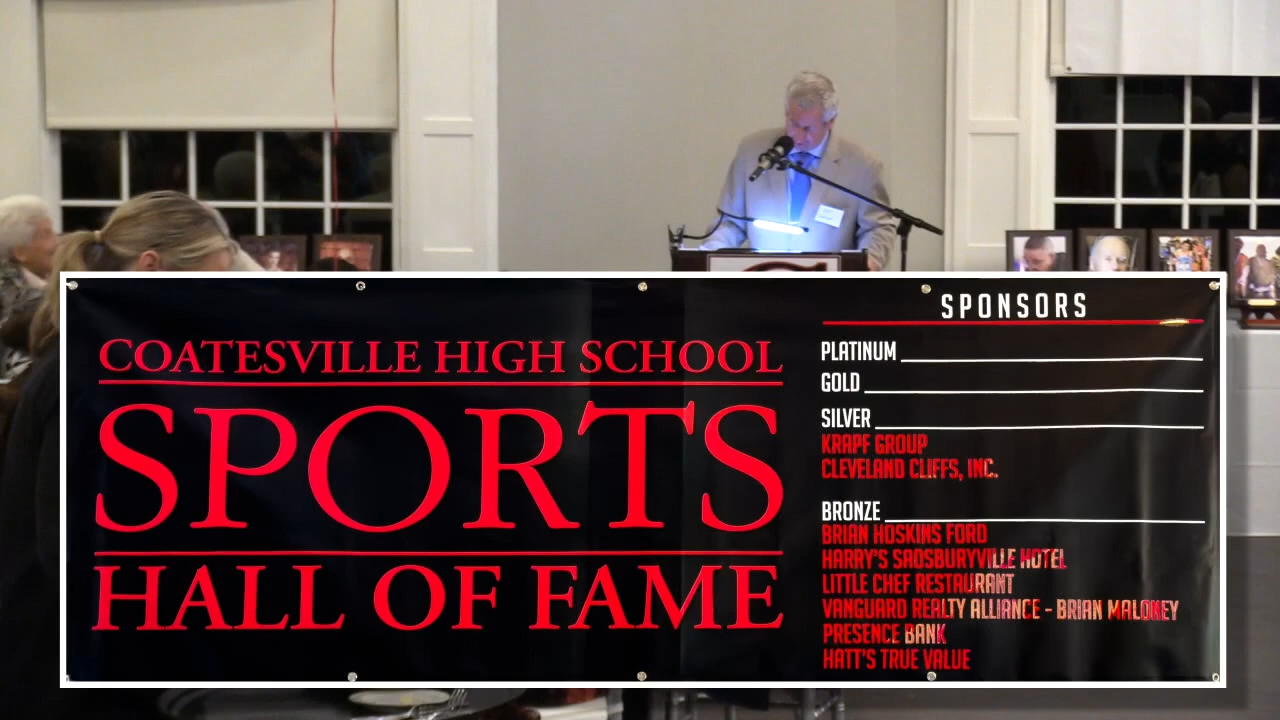 COATESVILLE HIGH SCHOOL
SPORTS
HALL OF FAME
SPONSORS
PLATINUM
GOLD
SILVER
KRAPF GROUP
CLEVELAND CLIFFS, INC.
BRONZE
BRIAN HOSKINS FORD
HARRY'S SADSBURYVILLE HOTEL
LITTLE CHEF RESTAURANT
VANGUARD REALTY ALLIANCE - BRIAN MALONEY
PRESENCE BANK
HATT'S TRUE VALUE